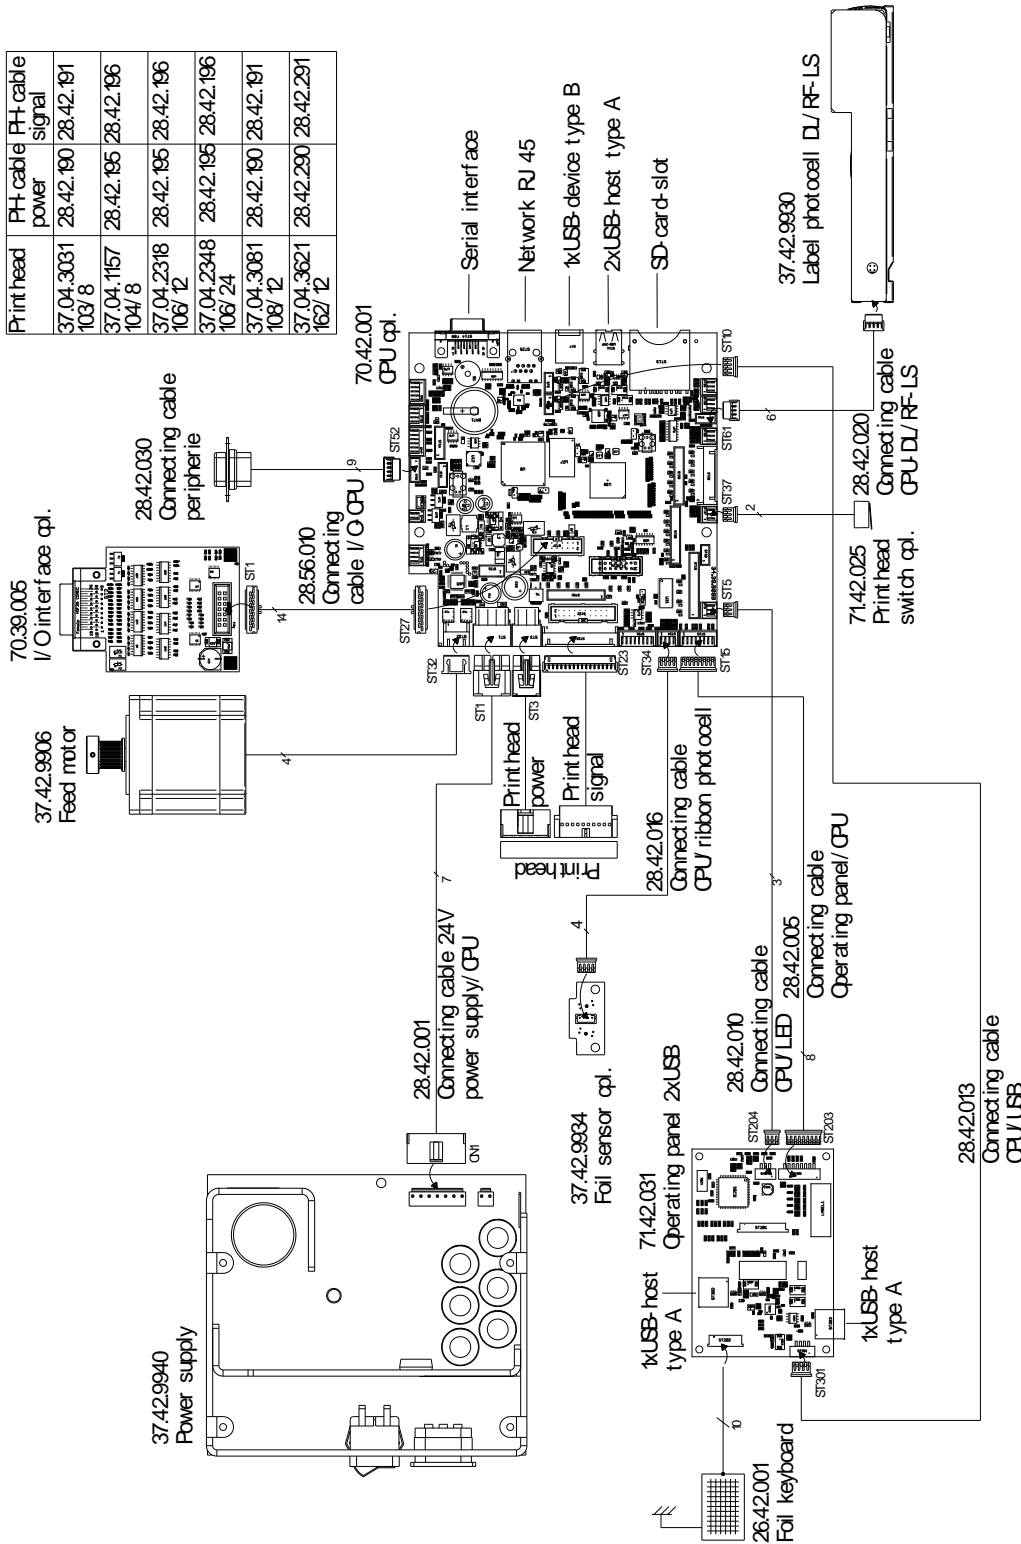 Printhead
PH-cable power
PH-cable signal
37.04.3031 103/8
28.42.190
28.42.191
37.04.1157 104/8
28.42.195
28.42.196
37.04.2318 106/12
28.42.195
28.42.196
37.04.2348 106/24
28.42.195
28.42.196
37.04.3081 108/12
28.42.190
28.42.191
37.04.3621 162/12
28.42.290
28.42.291
Serial interface
Network RJ 45
1xUSB-device type B
2xUSB-host type A
SD-card-slot
37.42.9930
Label photocell DL/RF-LS
70.42.001
CPU cpl.
28.42.030
Connecting cable
peripherie
9
ST52
70.39.005
I/O interface cpl.
ST1
14
28.56.010
Connecting
cable I/O-CPU
ST27
37.42.9906
Feed motor
4
ST32
ST1
ST3
ST23
ST34
ST15
ST5
ST37
ST61
ST10
6
28.42.020
Connecting cable
CPU-DL/RF-LS
2
71.42.025
Printhead
switch cpl.
Printhead
power
Printhead
signal
Printhead
28.42.016
Connecting cable
CPU/ribbon photocell
4
37.42.9934
Foil sensor cpl.
7
28.42.001
Connecting cable 24V
power supply/CPU
CN1
37.42.9940
Power supply
3
28.42.010
Connecting cable
CPU/LED
28.42.005
Connecting cable
Operating panel/CPU
8
ST204
ST203
71.42.031
Operating panel 2xUSB
1xUSB-host
type A
1xUSB-host
type A
ST301
10
26.42.001
Foil keyboard
28.42.013
Connecting cable
CPU/USB